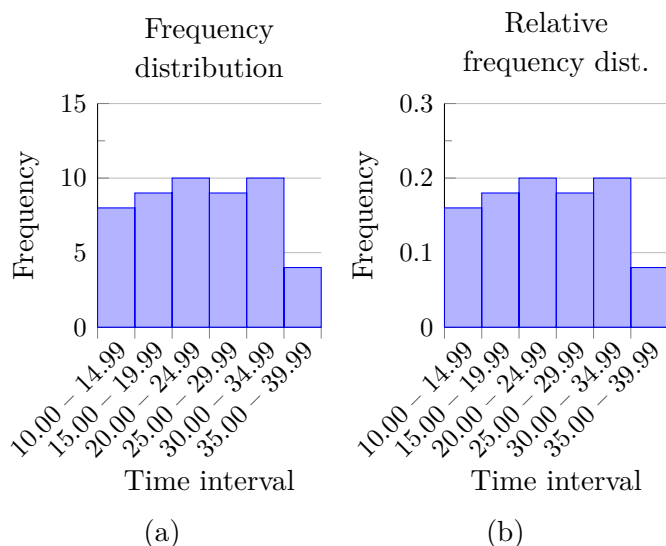 Frequency
distribution
15
10
5
0
Frequency
10.00 – 14.99
15.00 – 19.99
20.00 – 24.99
25.00 – 29.99
30.00 – 34.99
35.00 – 39.99
Time interval
(a)
Relative
frequency dist.
0.3
0.2
0.1
0
Frequency
10.00 – 14.99
15.00 – 19.99
20.00 – 24.99
25.00 – 29.99
30.00 – 34.99
35.00 – 39.99
Time interval
(b)